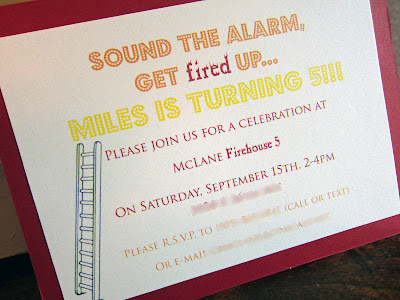 SOUND THE ALARM,
GET fired UP...
MILES IS TURNING 5!!!
PLEASE JOIN US FOR A CELEBRATION AT
MCLANE FIREHOUSE 5
ON SATURDAY, SEPTEMBER 15TH, 2-4PM
PLEASE R.S.V.P. TO (CALL OR TEXT)
OR E-MAIL